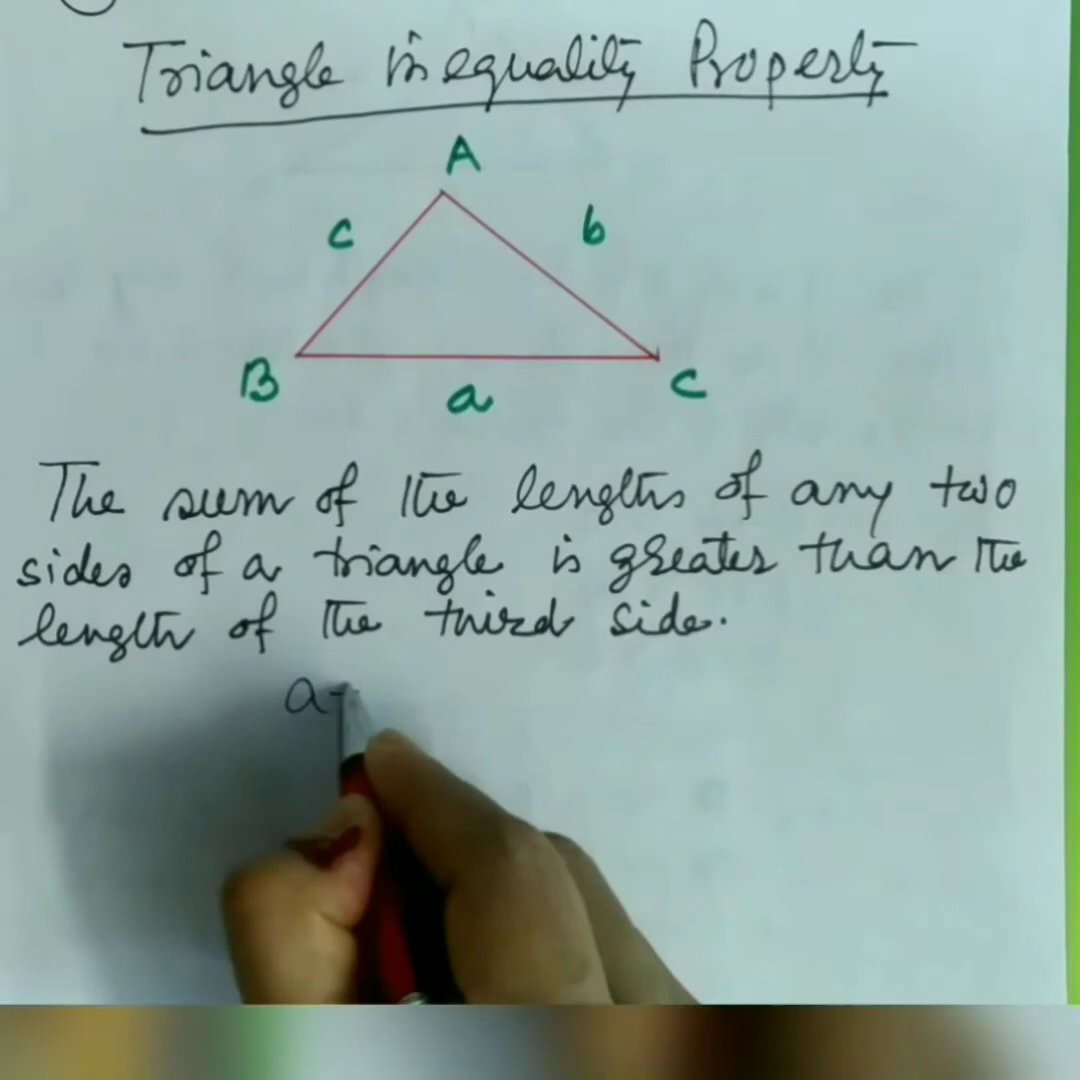 Triangle inequality Property
A
c
b
B
a
C
The sum of the lengths of any two
sides of a triangle is greater than the
length of the third side.
a